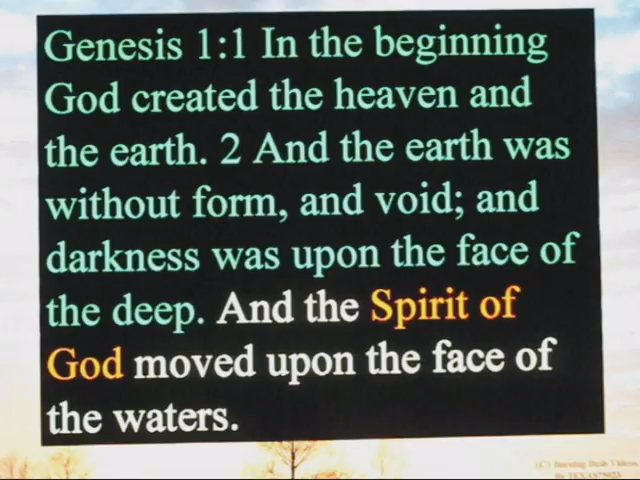 Genesis 1:1 In the beginning
God created the heaven and
the earth. 2 And the earth was
without form, and void; and
darkness was upon the face of
the deep. And the Spirit of
God moved upon the face of
the waters.